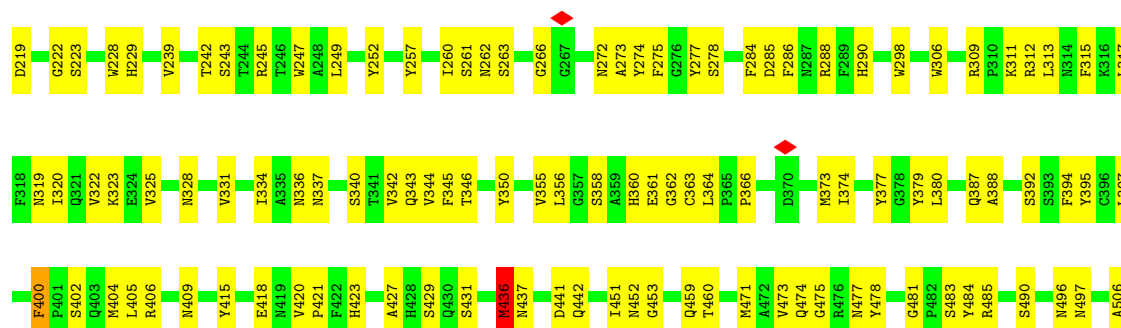 D219 G222 S223 W228 H229 V239 T242 S243 T244 R245 T246 W247 A248 L249 Y252 Y257 I260 S261 N262 S263 G266 G267 N272 A273 Y274 F275 G276 Y277 S278 F284 D285 F286 N287 R288 F289 H290 W298 W306 R309 P310 K311 R312 L313 N314 F315 K316
F318 N319 I320 Q321 V322 K323 E324 V325 N328 V331 I334 A335 N336 N337 S340 T341 V342 Q343 V344 F345 T346 Y350 V355 L356 G357 S358 A359 H360 E361 G362 C363 L364 P365 P366 D370 M373 I374 Y377 G378 Y379 L380 Q387 A388 S392 S393 F394 Y395 C396
F400 P401 S402 Q403 M404 L405 R406 N409 Y415 E418 N419 V420 P421 F422 H423 A427 H428 S429 Q430 S431 M436 N437 D441 Q442 I451 N452 G453 Q459 T460 M471 A472 V473 Q474 G475 R476 N477 Y478 G481 P482 S483 Y484 R485 S490 N496 N497 A506